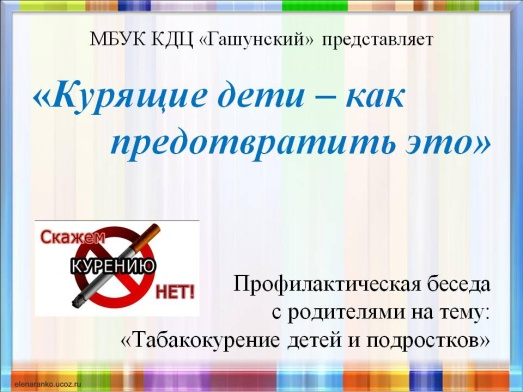 МБУК КДЦ «Гашунский» представляет
«Курящие дети – как
предотвратить это»
Скажем
КУРЕНИЮ
НЕТ!
Профилактическая беседа
с родителями на тему:
«Табакокурение детей и подростков»
elenaranko.ucoz.ru